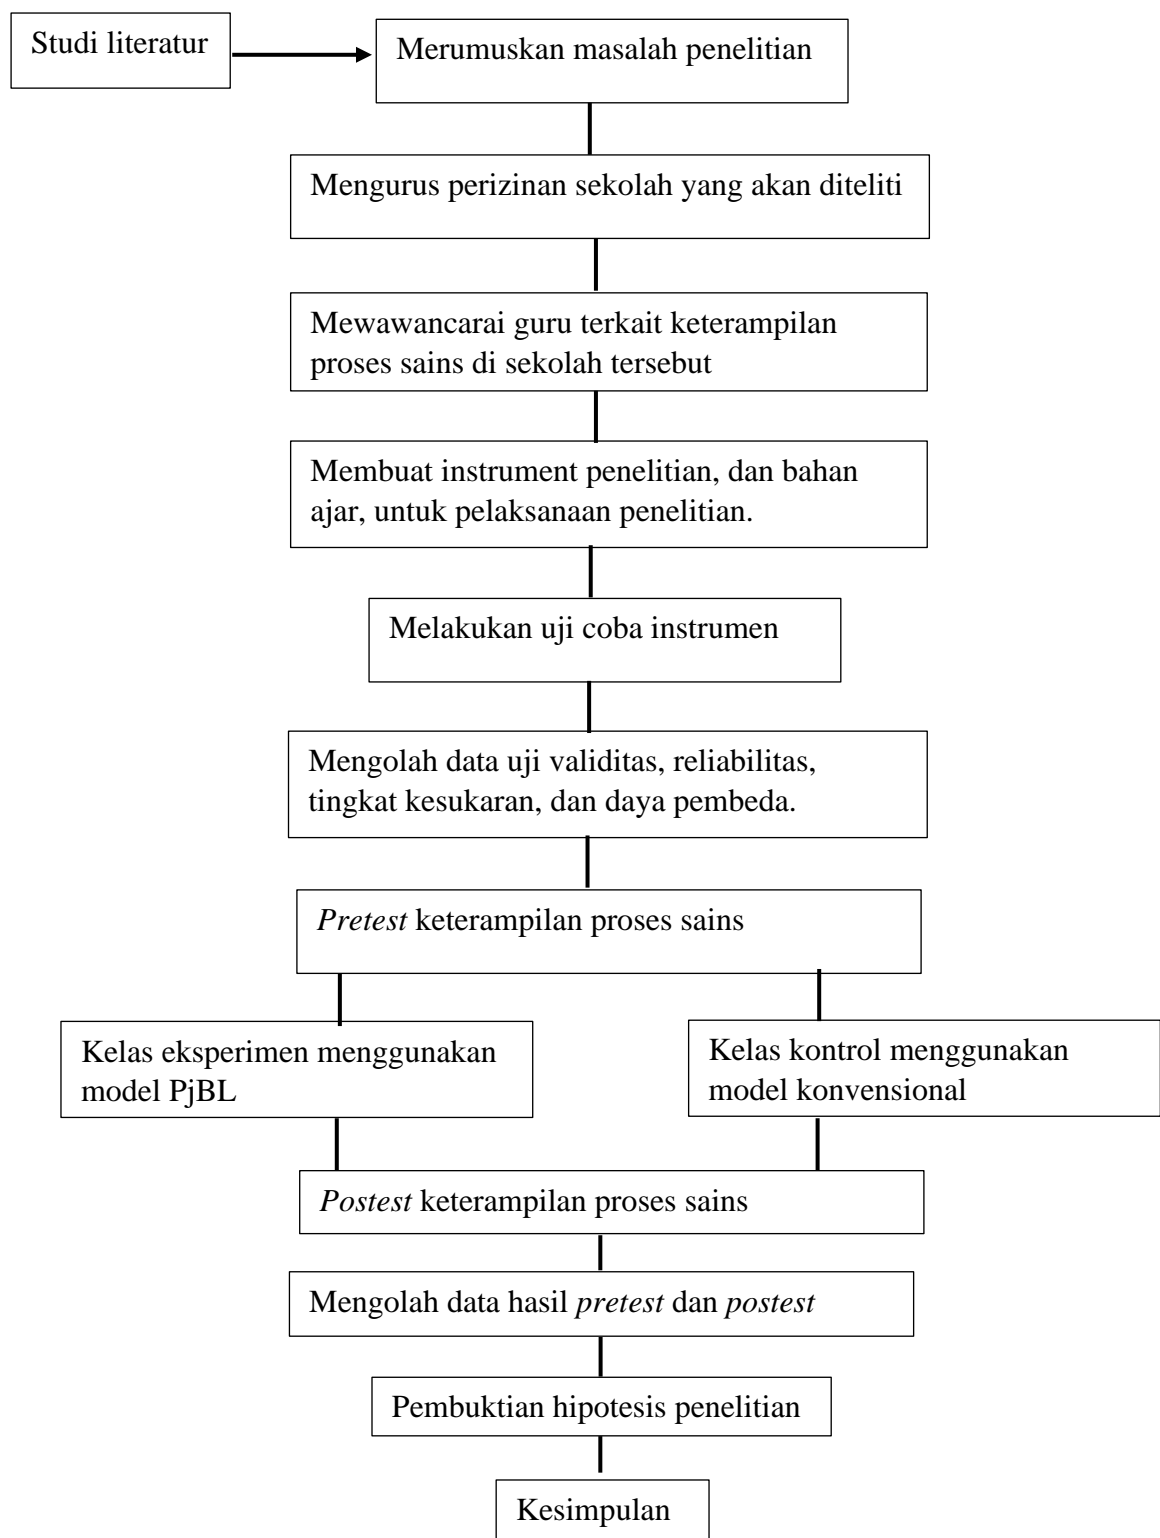 Studi literatur
Merumuskan masalah penelitian
Mengurus perizinan sekolah yang akan diteliti
Mewawancarai guru terkait keterampilan
proses sains di sekolah tersebut
Membuat instrument penelitian, dan bahan
ajar, untuk pelaksanaan penelitian.
Melakukan uji coba instrumen
Mengolah data uji validitas, reliabilitas,
tingkat kesukaran, dan daya pembeda.
Pretest keterampilan proses sains
Kelas eksperimen menggunakan
model PjBL
Kelas kontrol menggunakan
model konvensional
Postest keterampilan proses sains
Mengolah data hasil pretest dan postest
Pembuktian hipotesis penelitian
Kesimpulan